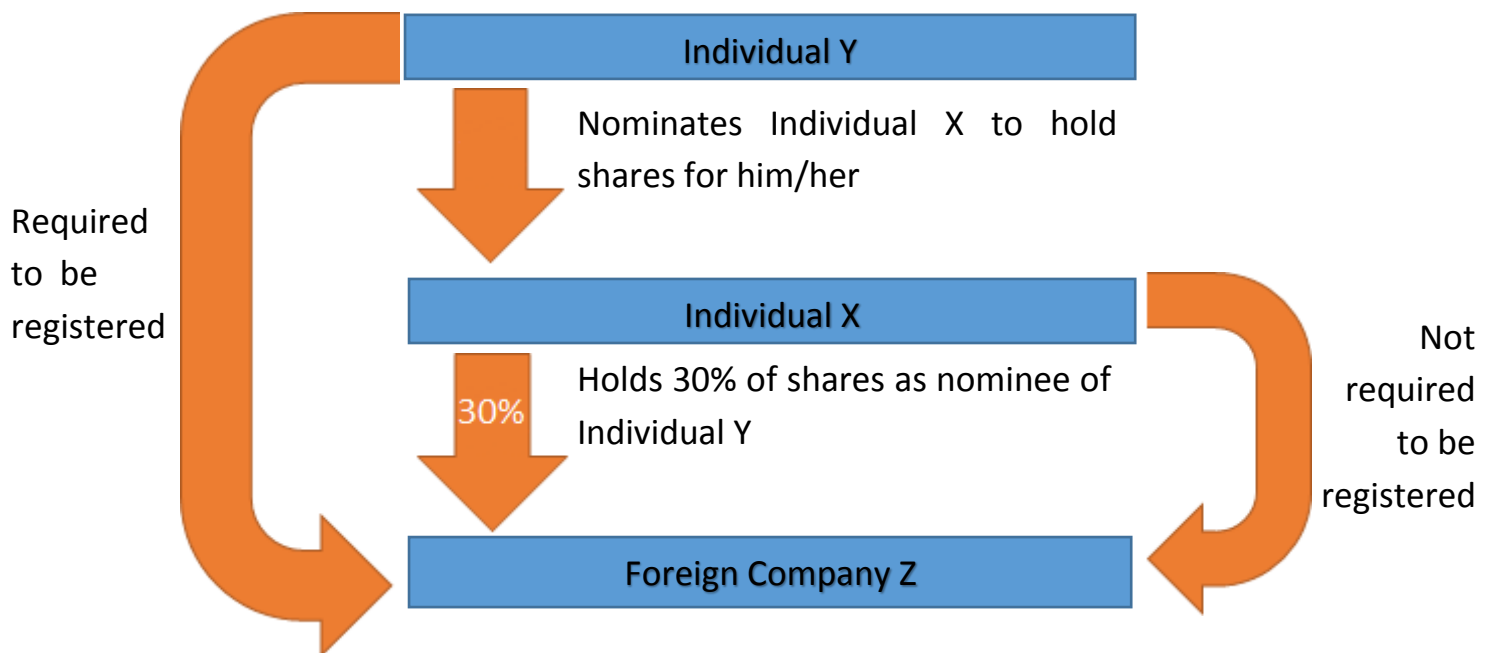 Individual Y
Nominates Individual X to hold
shares for him/her
Required
to be
registered
Individual X
Holds 30% of shares as nominee of
Individual Y
30%
Not
required
to be
registered
Foreign Company Z